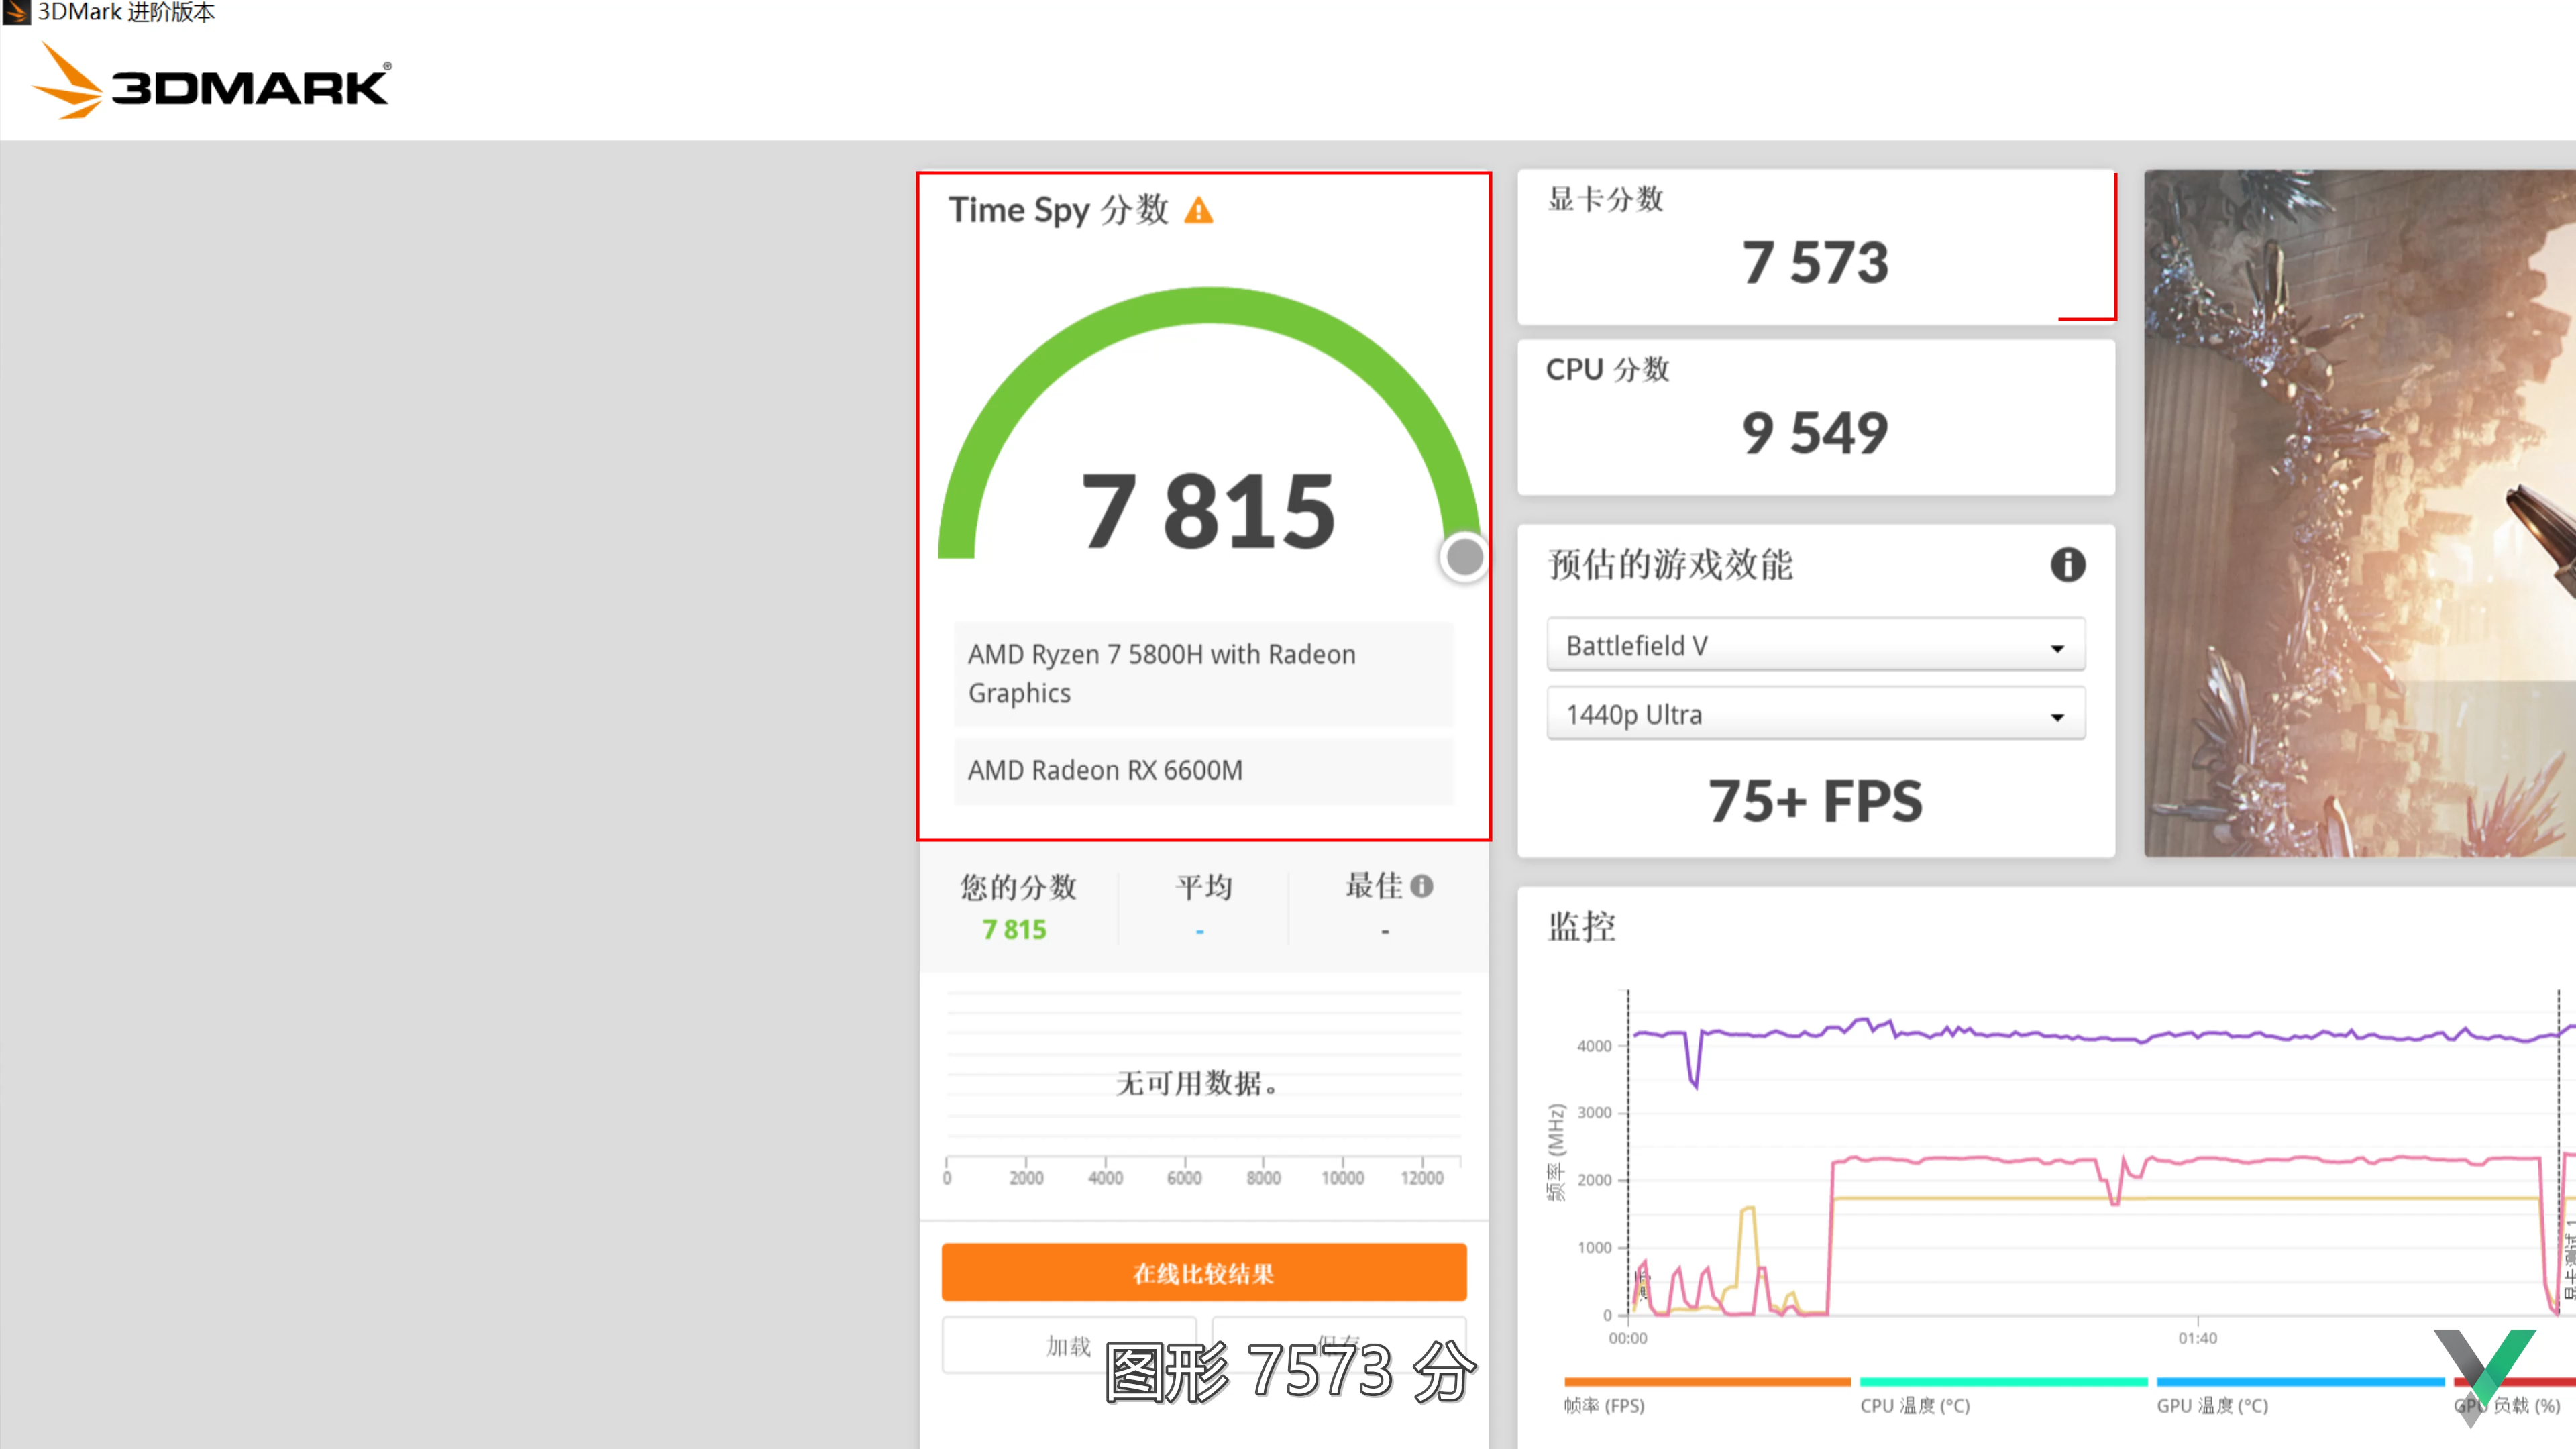 3DMark 进阶版本
3DMARK®
Time Spy 分数
7 815
AMD Ryzen 7 5800H with Radeon
Graphics
AMD Radeon RX 6600M
您的分数 平均 最佳
7 815 - -
无可用数据。
0 2000 4000 6000 8000 10000 12000
在线比较结果
加载 保存
显卡分数
7 573
CPU 分数
9 549
预估的游戏效能
Battlefield V
1440p Ultra
75+ FPS
监控
频率 (MHz)
4000
3000
2000
1000
0
00:00 01:40
帧率 (FPS) CPU 温度 (°C) GPU 温度 (°C) GPU 负载 (%)
图形 7573 分